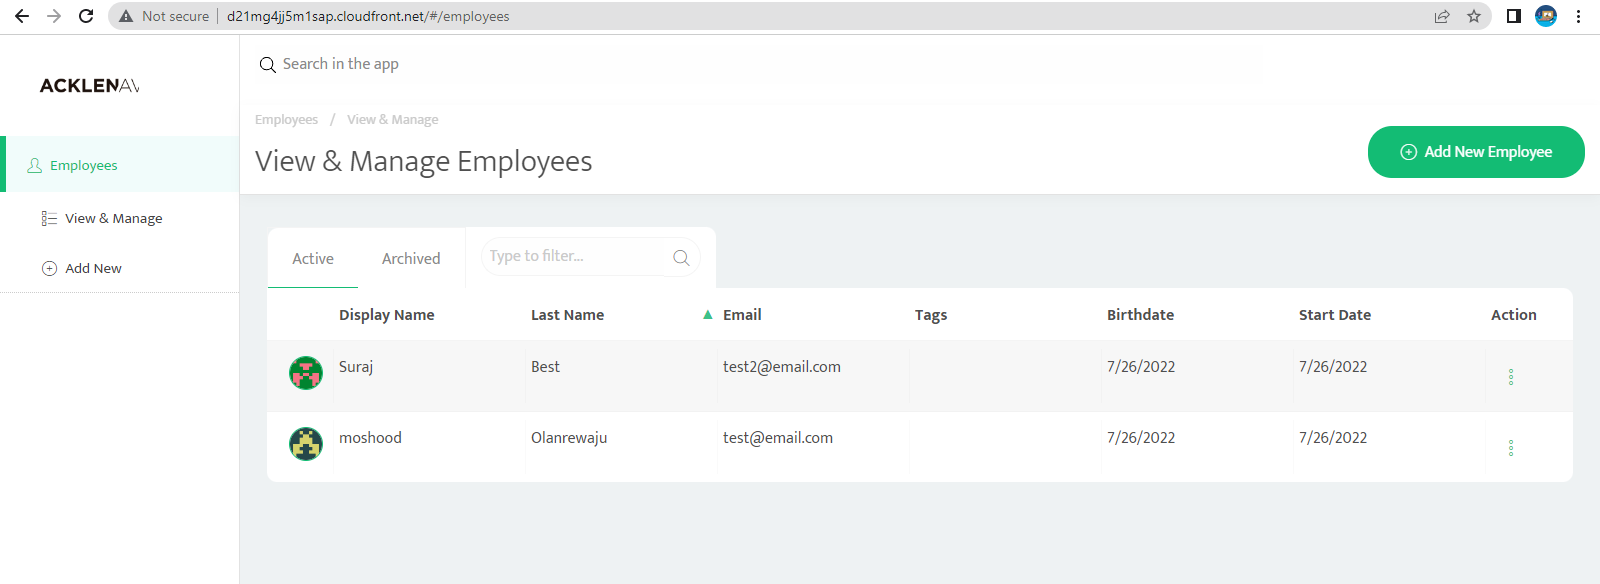 Not secure d21mg4jj5m1sap.cloudfront.net/#/employees
ACKLENAV
Search in the app
Employees / View & Manage
View & Manage Employees
Add New Employee
Employees
View & Manage
Add New
Active Archived Type to filter...
Display Name Last Name Email Tags Birthdate Start Date Action
Suraj Best test2@email.com 7/26/2022 7/26/2022
moshood Olanrewaju test@email.com 7/26/2022 7/26/2022